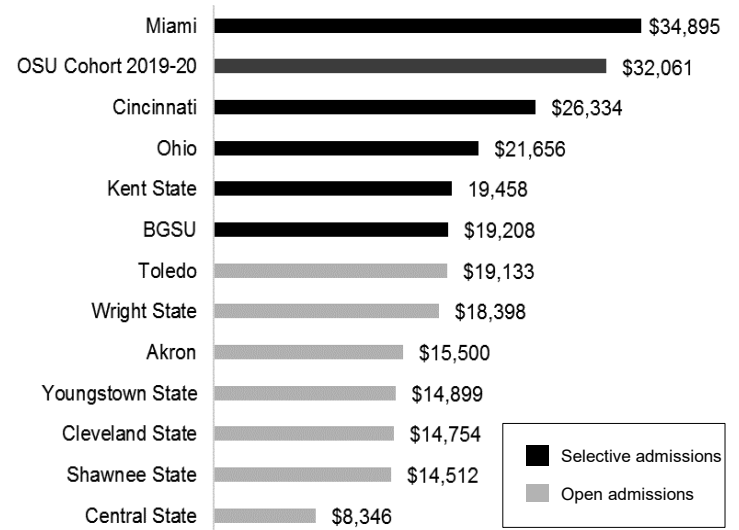 Miami $34,895
OSU Cohort 2019-20 $32,061
Cincinnati $26,334
Ohio $21,656
Kent State 19,458
BGSU $19,208
Toledo $19,133
Wright State $18,398
Akron $15,500
Youngstown State $14,899
Cleveland State $14,754
Shawnee State $14,512
Central State $8,346
Selective admissions
Open admissions